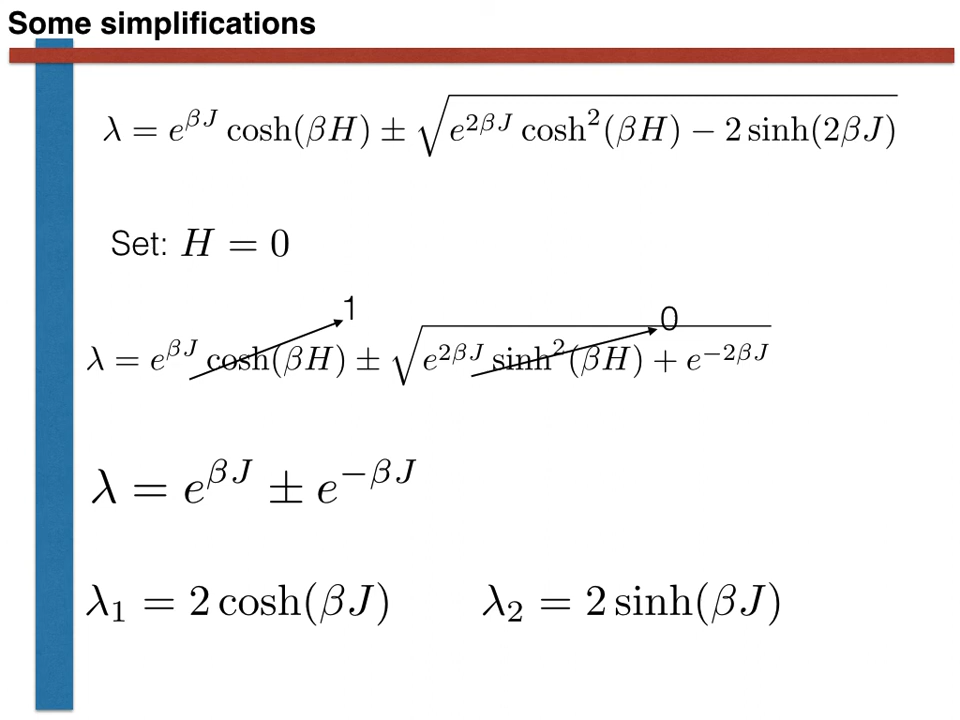 Some simplifications
λ = e^{βJ} cosh(βH) ± √(e^{2βJ} cosh²(βH) − 2 sinh(2βJ))
Set: H = 0
1
0
λ = e^{βJ} cosh(βH) ± √(e^{2βJ} sinh²(βH) + e^{−2βJ})
λ = e^{βJ} ± e^{−βJ}
λ₁ = 2 cosh(βJ) λ₂ = 2 sinh(βJ)